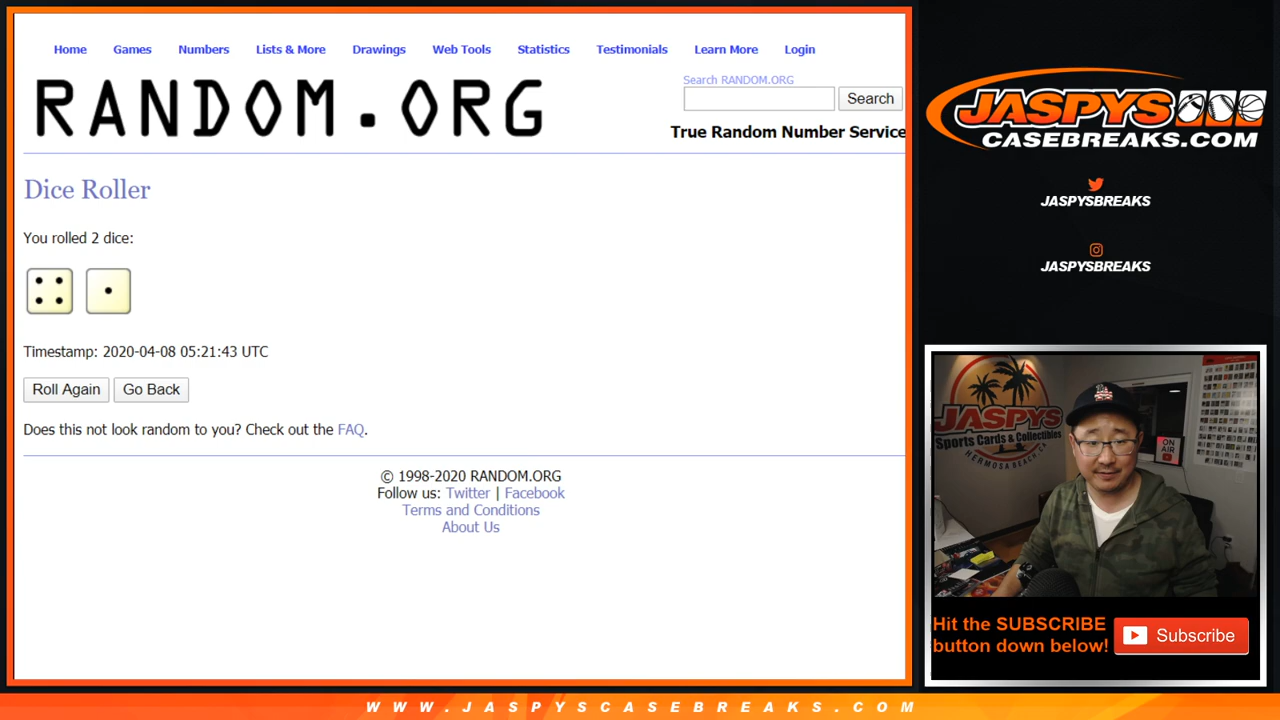 Home Games Numbers Lists & More Drawings Web Tools Statistics Testimonials Learn More Login
RANDOM.ORG
Search RANDOM.ORG
Search
True Random Number Service
Dice Roller
You rolled 2 dice:
Timestamp: 2020-04-08 05:21:43 UTC
Roll Again Go Back
Does this not look random to you? Check out the FAQ.
© 1998-2020 RANDOM.ORG
Follow us: Twitter | Facebook
Terms and Conditions
About Us
JASPYS
CASEBREAKS.COM
JASPYSBREAKS
JASPYSBREAKS
JASPYS
Sports Cards & Collectibles
HERMOSA BEACH, CA
ON AIR
Hit the SUBSCRIBE
button down below!
Subscribe
WWW.JASPYSCASEBREAKS.COM